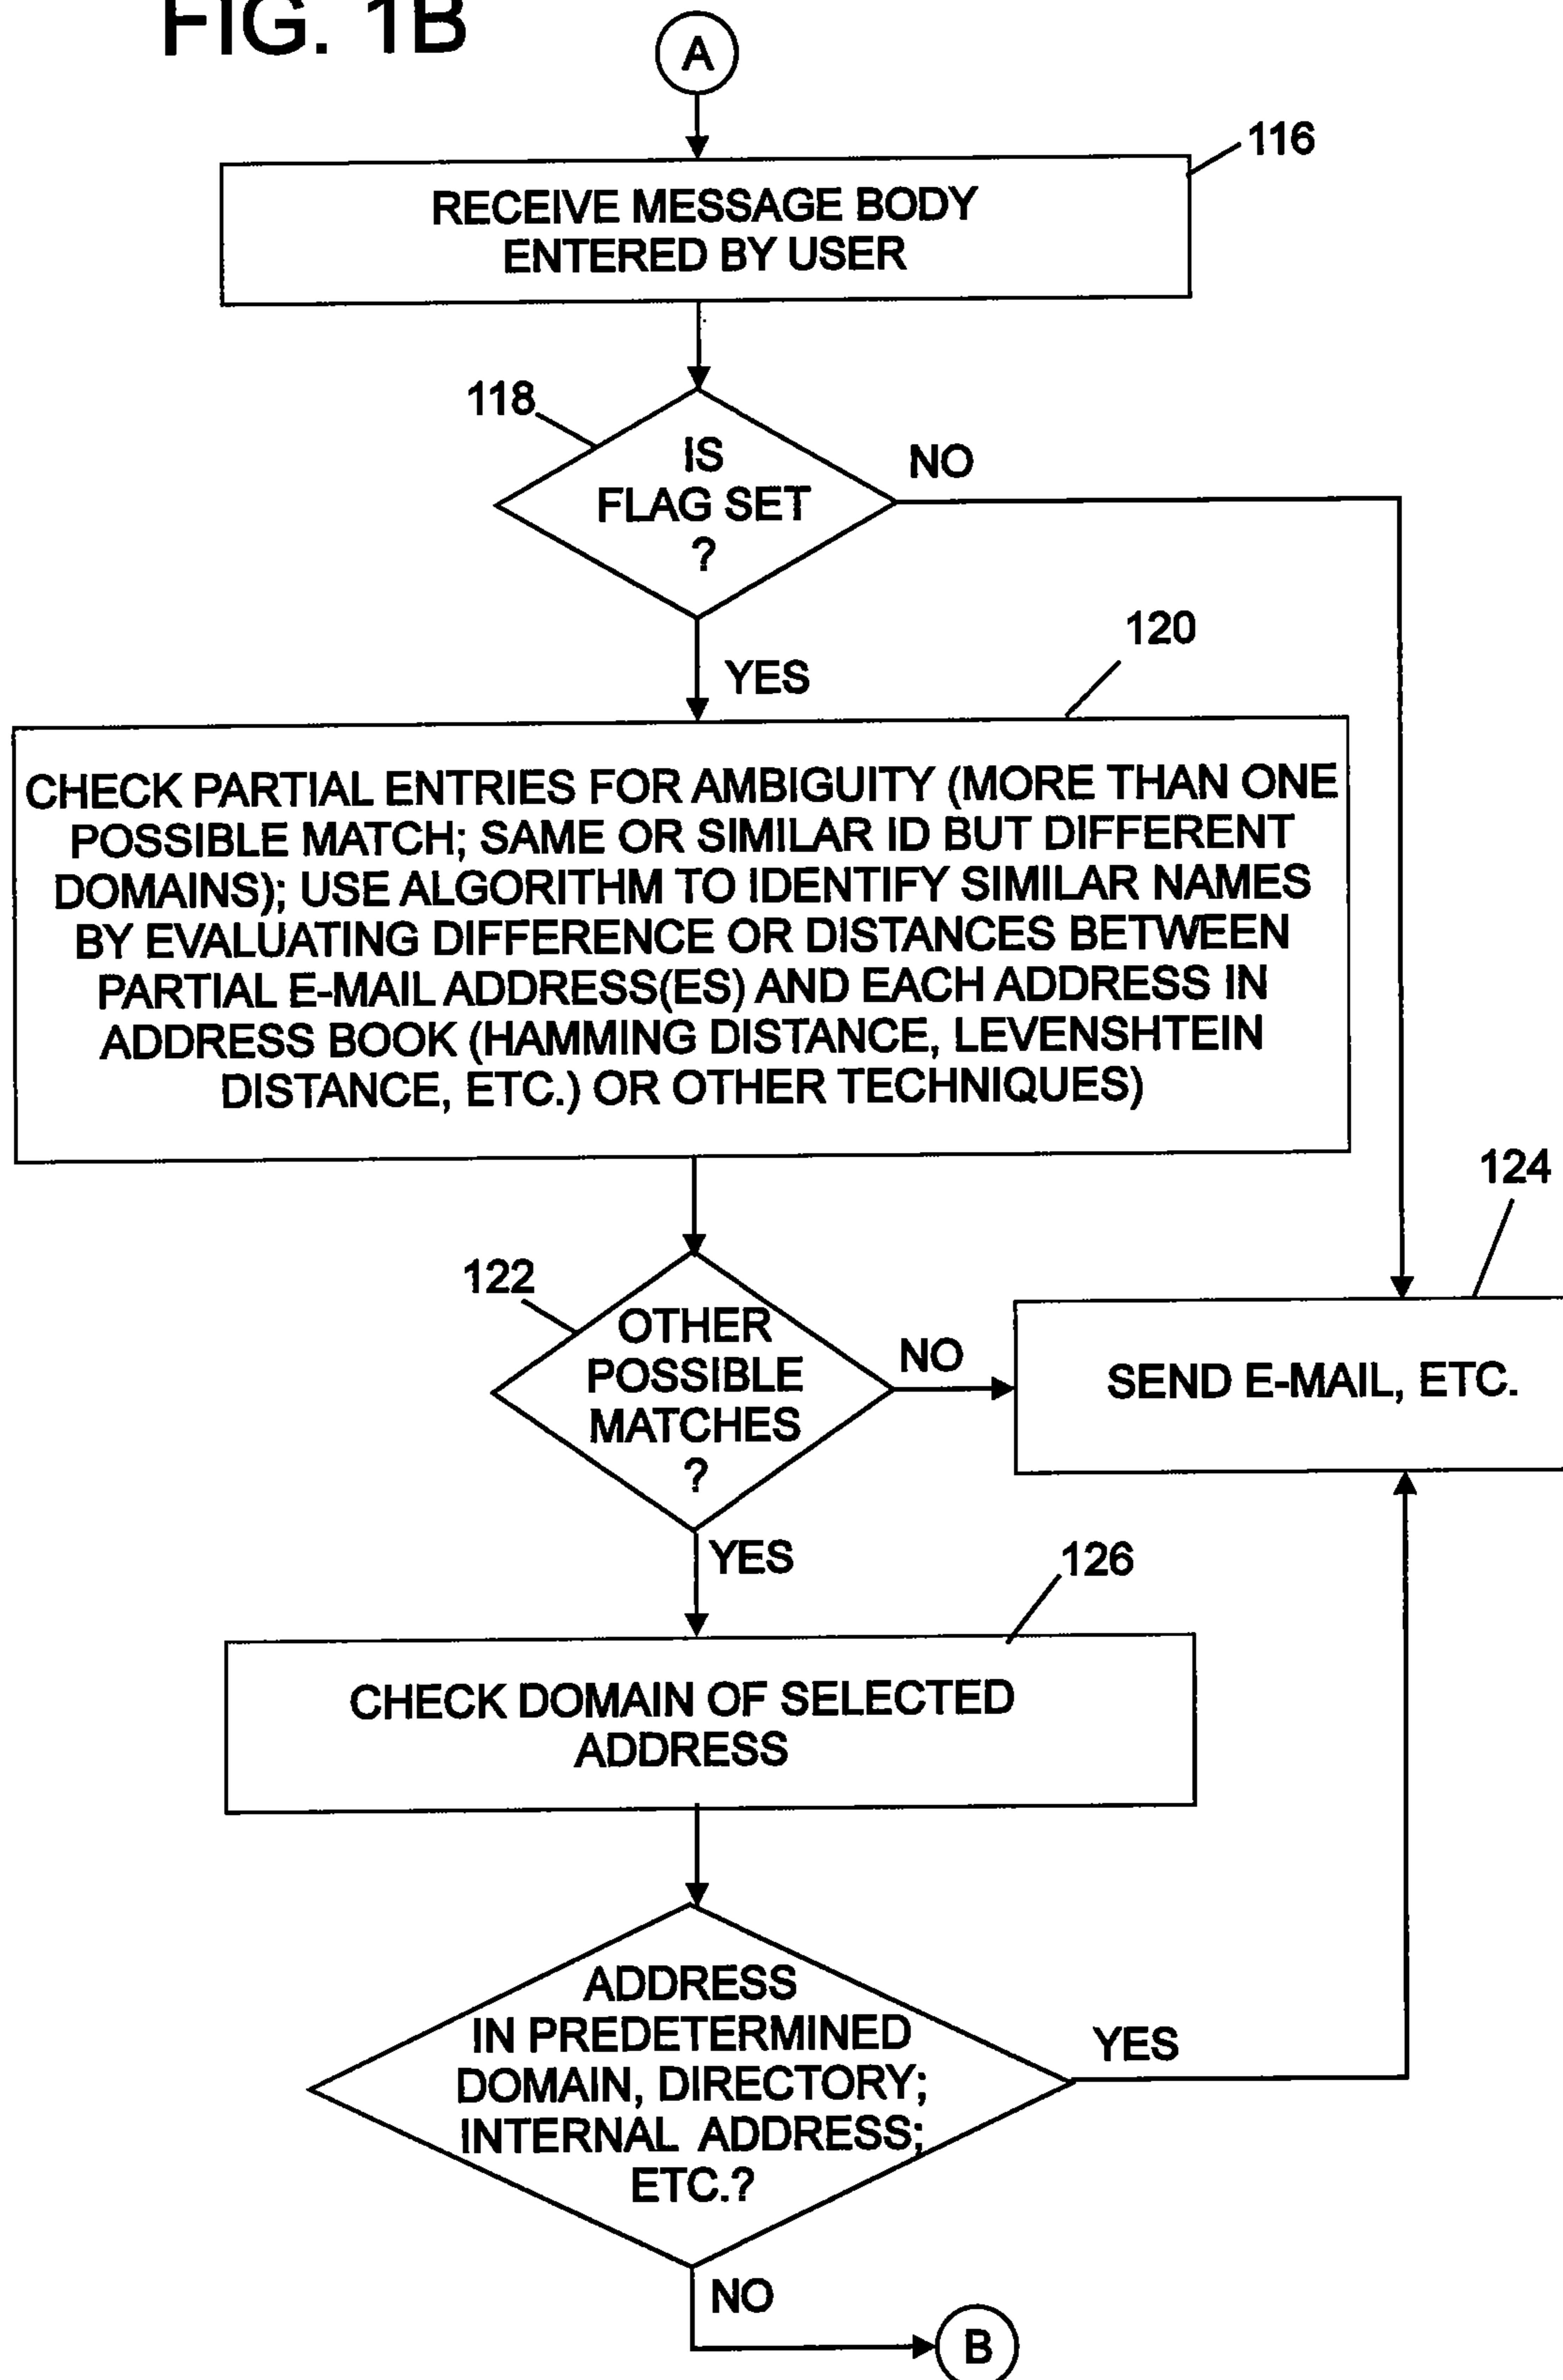 FIG. 1B
A
116
RECEIVE MESSAGE BODY
ENTERED BY USER
118
IS
FLAG SET
?
NO
YES
120
CHECK PARTIAL ENTRIES FOR AMBIGUITY (MORE THAN ONE
POSSIBLE MATCH; SAME OR SIMILAR ID BUT DIFFERENT
DOMAINS); USE ALGORITHM TO IDENTIFY SIMILAR NAMES
BY EVALUATING DIFFERENCE OR DISTANCES BETWEEN
PARTIAL E-MAIL ADDRESS(ES) AND EACH ADDRESS IN
ADDRESS BOOK (HAMMING DISTANCE, LEVENSHTEIN
DISTANCE, ETC.) OR OTHER TECHNIQUES)
122
OTHER
POSSIBLE
MATCHES
?
NO
124
SEND E-MAIL, ETC.
YES
126
CHECK DOMAIN OF SELECTED
ADDRESS
ADDRESS
IN PREDETERMINED
DOMAIN, DIRECTORY;
INTERNAL ADDRESS;
ETC.?
YES
NO
B